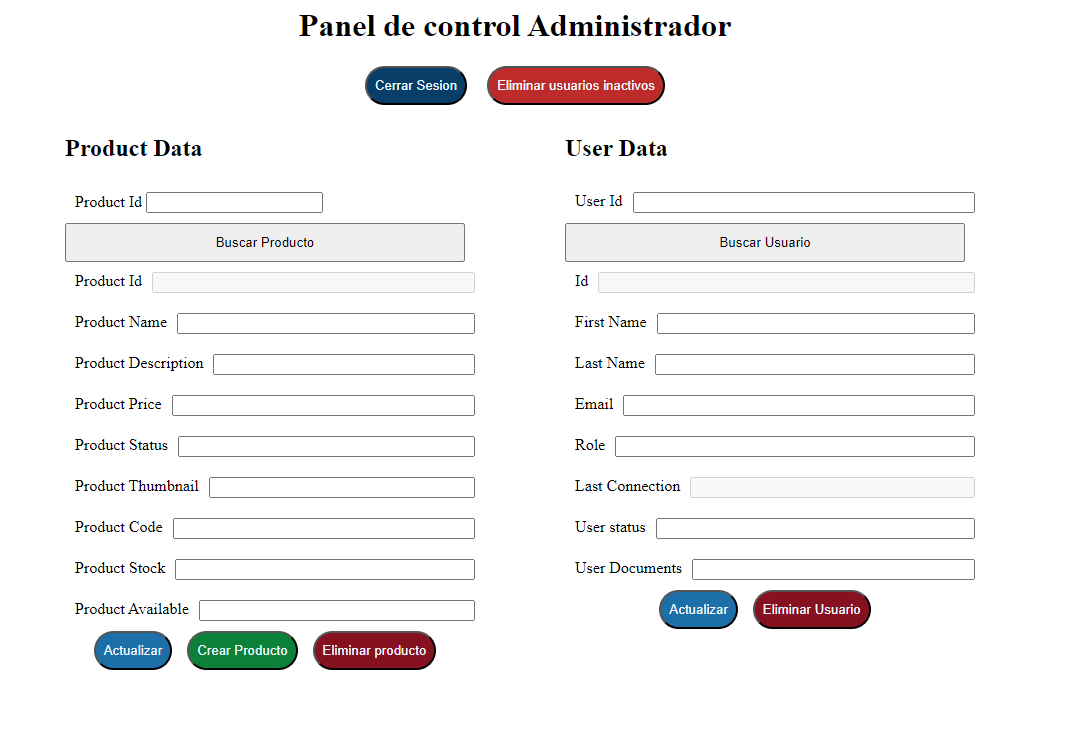 Panel de control Administrador
Cerrar Sesion
Eliminar usuarios inactivos
Product Data
Product Id
Buscar Producto
Product Id
Product Name
Product Description
Product Price
Product Status
Product Thumbnail
Product Code
Product Stock
Product Available
Actualizar
Crear Producto
Eliminar producto
User Data
User Id
Buscar Usuario
Id
First Name
Last Name
Email
Role
Last Connection
User status
User Documents
Actualizar
Eliminar Usuario